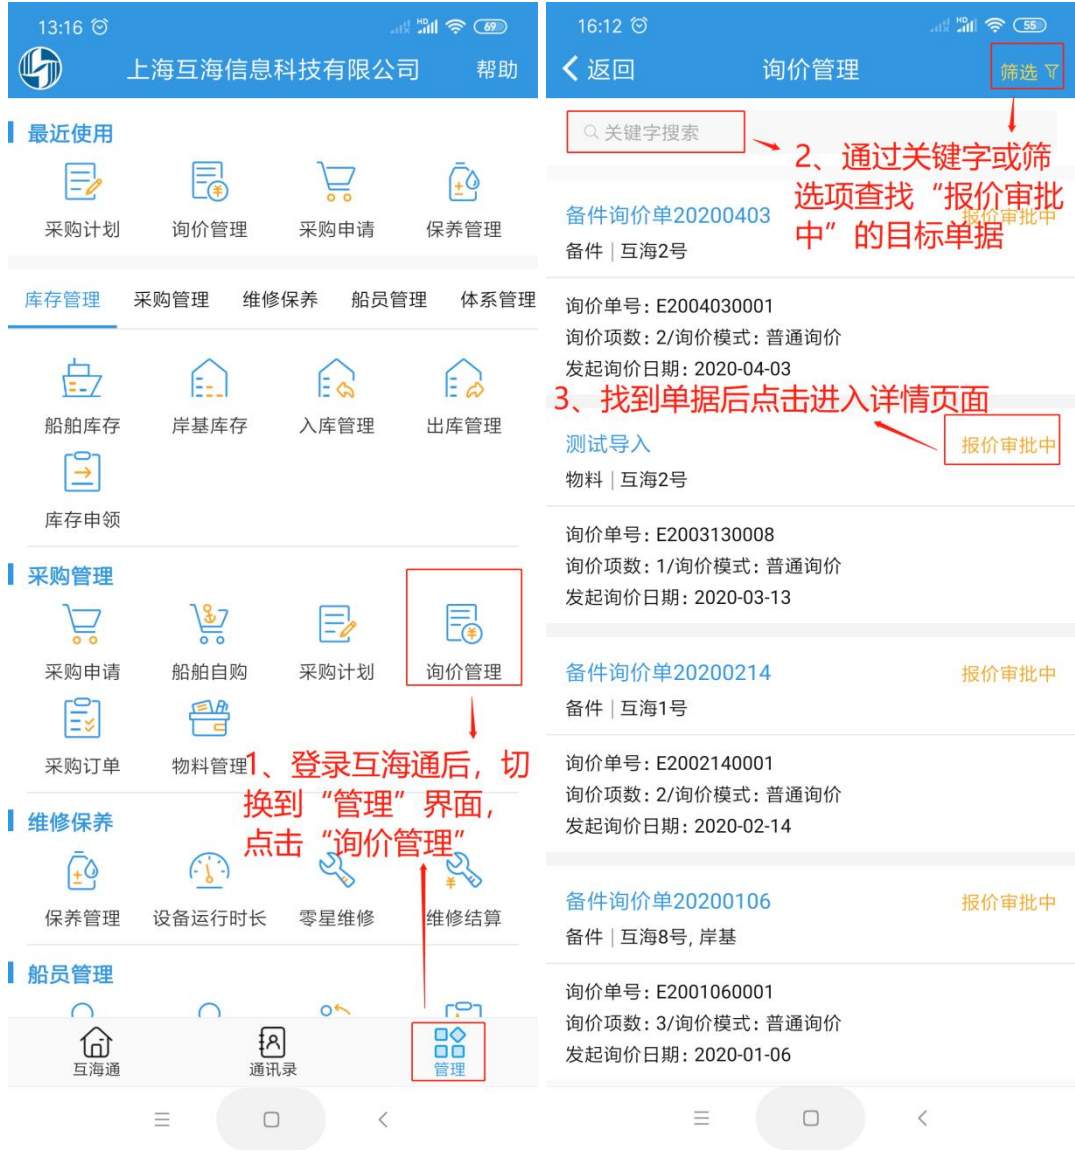 13:16
HD
69
上海互海信息科技有限公司
帮助
最近使用
采购计划
询价管理
采购申请
保养管理
库存管理
采购管理
维修保养
船员管理
体系管理
船舶库存
岸基库存
入库管理
出库管理
库存申领
采购管理
采购申请
船舶自购
采购计划
询价管理
采购订单
物料管理
1、登录互海通后，切
换到“管理”界面，
点击“询价管理”
维修保养
保养管理
设备运行时长
零星维修
维修结算
船员管理
互海通
通讯录
管理
16:12
HD
55
返回
询价管理
筛选
关键字搜索
2、通过关键字或筛
选项查找“报价审批
中”的目标单据
备件询价单20200403
报价审批中
备件 | 互海2号
询价单号: E2004030001
询价项数: 2/询价模式: 普通询价
发起询价日期: 2020-04-03
3、找到单据后点击进入详情页面
测试导入
报价审批中
物料 | 互海2号
询价单号: E2003130008
询价项数: 1/询价模式: 普通询价
发起询价日期: 2020-03-13
备件询价单20200214
报价审批中
备件 | 互海1号
询价单号: E2002140001
询价项数: 2/询价模式: 普通询价
发起询价日期: 2020-02-14
备件询价单20200106
报价审批中
备件 | 互海8号, 岸基
询价单号: E2001060001
询价项数: 3/询价模式: 普通询价
发起询价日期: 2020-01-06